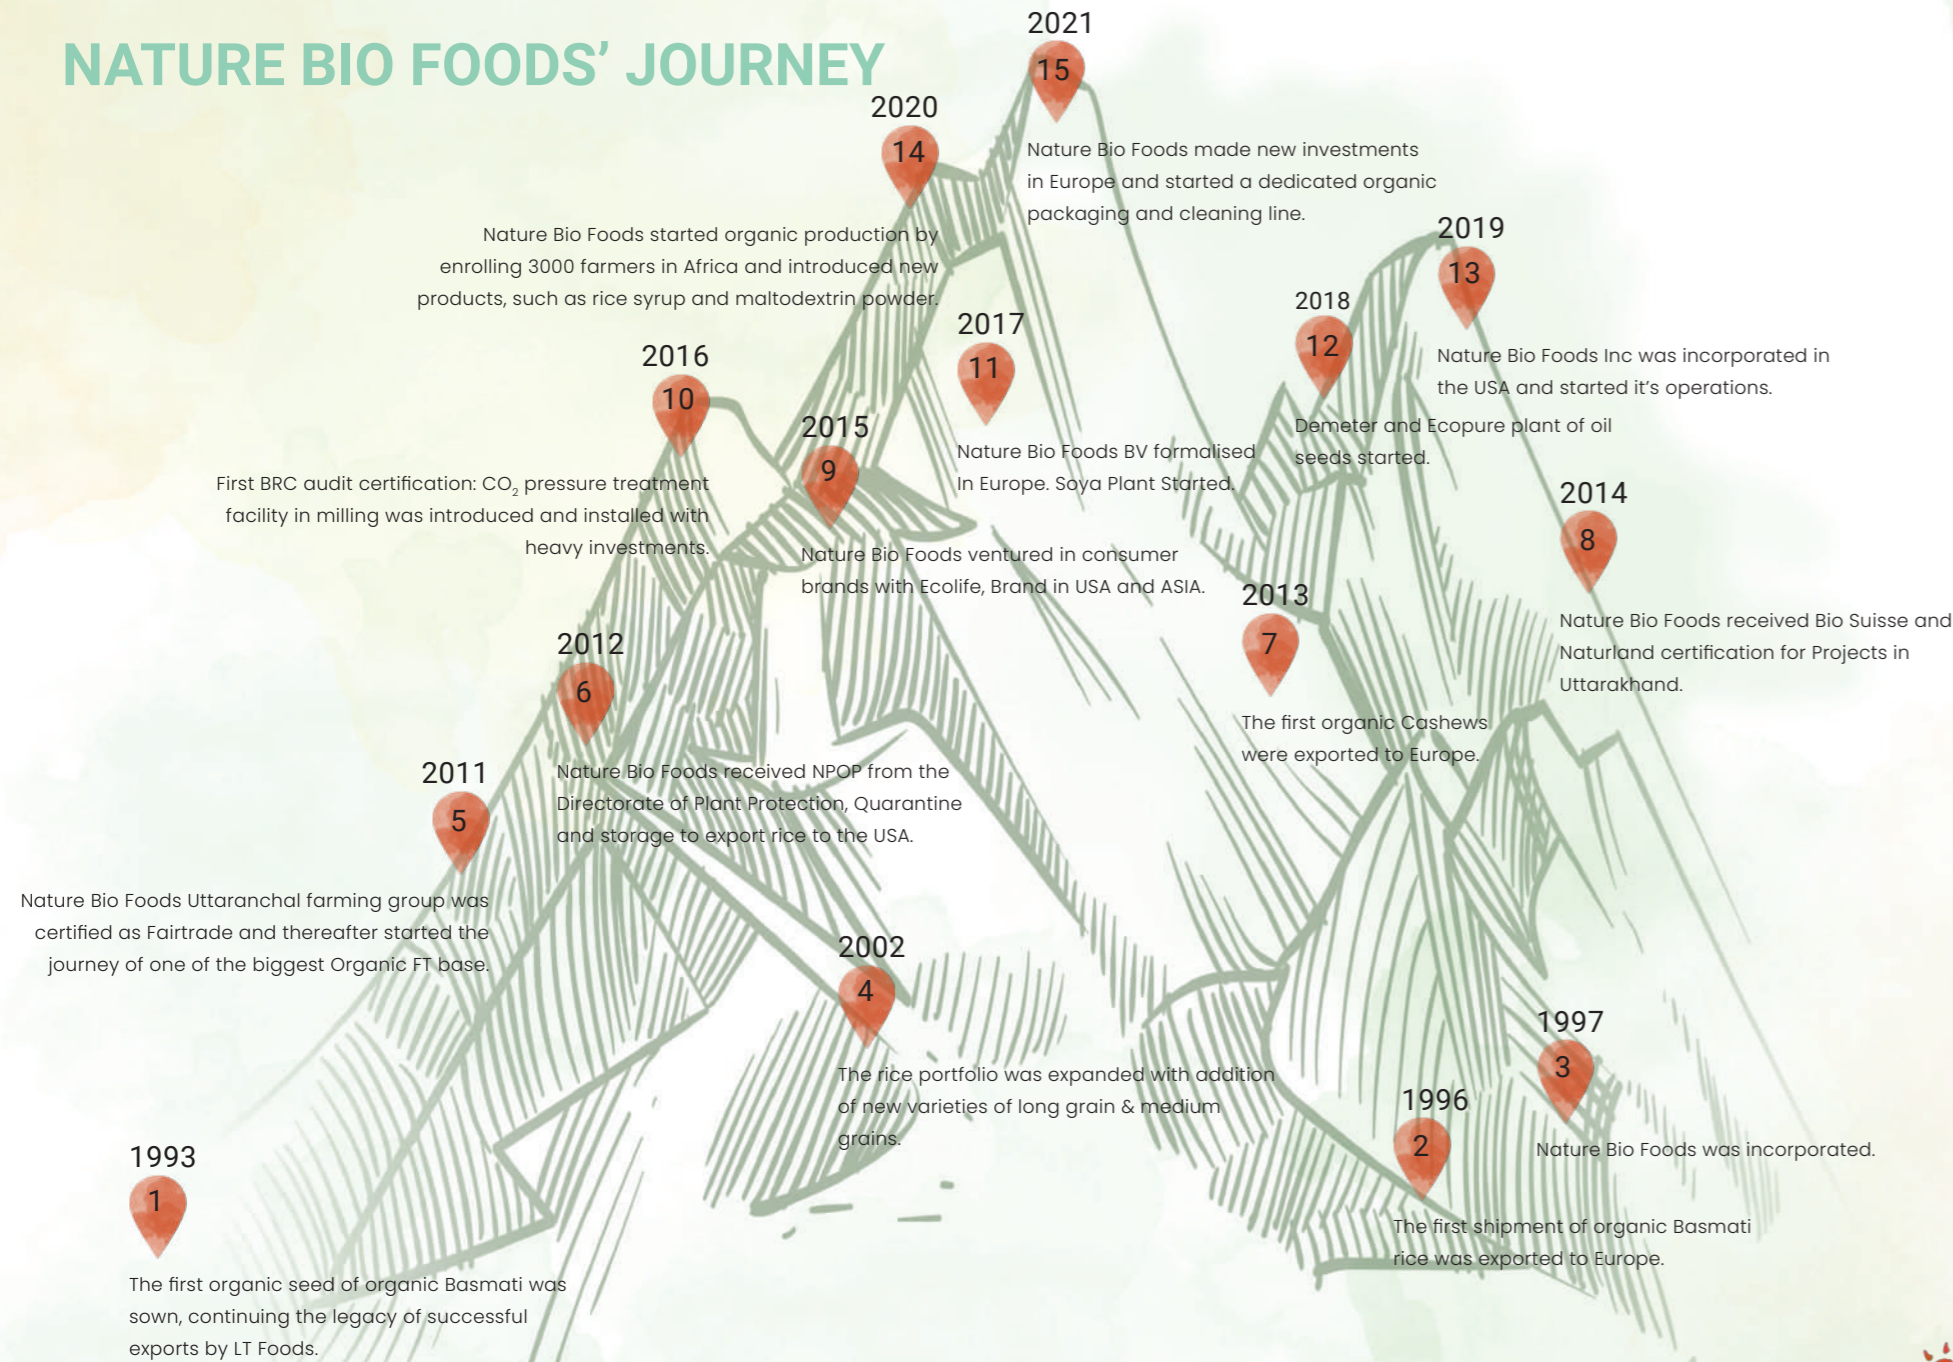 NATURE BIO FOODS’ JOURNEY
2021
15
Nature Bio Foods made new investments
in Europe and started a dedicated organic
packaging and cleaning line.
2020
14
Nature Bio Foods started organic production by
enrolling 3000 farmers in Africa and introduced new
products, such as rice syrup and maltodextrin powder.
2019
13
Nature Bio Foods Inc was incorporated in
the USA and started it’s operations.
2018
12
Demeter and Ecopure plant of oil
seeds started.
2017
11
Nature Bio Foods BV formalised
In Europe. Soya Plant Started.
2016
10
First BRC audit certification: CO₂ pressure treatment
facility in milling was introduced and installed with
heavy investments.
2015
9
Nature Bio Foods ventured in consumer
brands with Ecolife, Brand in USA and ASIA.
2014
8
Nature Bio Foods received Bio Suisse and
Naturland certification for Projects in
Uttarakhand.
2013
7
The first organic Cashews
were exported to Europe.
2012
6
Nature Bio Foods received NPOP from the
Directorate of Plant Protection, Quarantine
and storage to export rice to the USA.
2011
5
Nature Bio Foods Uttaranchal farming group was
certified as Fairtrade and thereafter started the
journey of one of the biggest Organic FT base.
2002
4
The rice portfolio was expanded with addition
of new varieties of long grain & medium
grains.
1997
3
Nature Bio Foods was incorporated.
1996
2
The first shipment of organic Basmati
rice was exported to Europe.
1993
1
The first organic seed of organic Basmati was
sown, continuing the legacy of successful
exports by LT Foods.